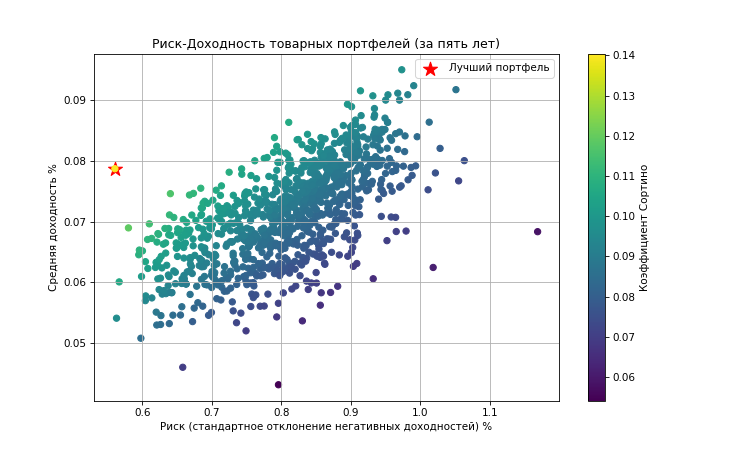 Риск-Доходность товарных портфелей (за пять лет)
Лучший портфель
Средняя доходность %
0.09
0.08
0.07
0.06
0.05
0.6 0.7 0.8 0.9 1.0 1.1
Риск (стандартное отклонение негативных доходностей) %
0.14
0.13
0.12
0.11
0.10
0.09
0.08
0.07
0.06
Коэффициент Сортино